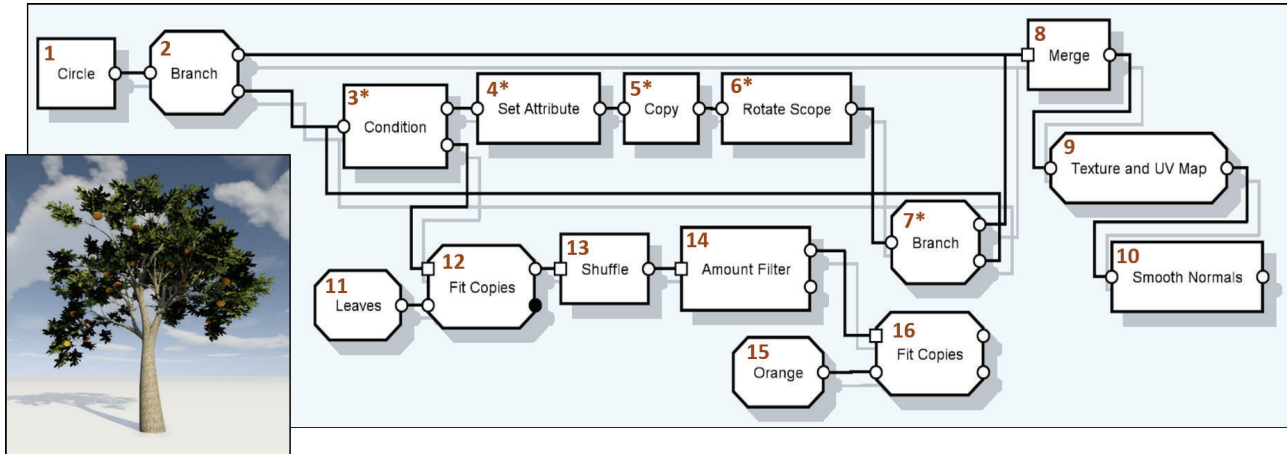 1
Circle
2
Branch
3*
Condition
4*
Set Attribute
5*
Copy
6*
Rotate Scope
7*
Branch
8
Merge
9
Texture and UV Map
10
Smooth Normals
11
Leaves
12
Fit Copies
13
Shuffle
14
Amount Filter
15
Orange
16
Fit Copies